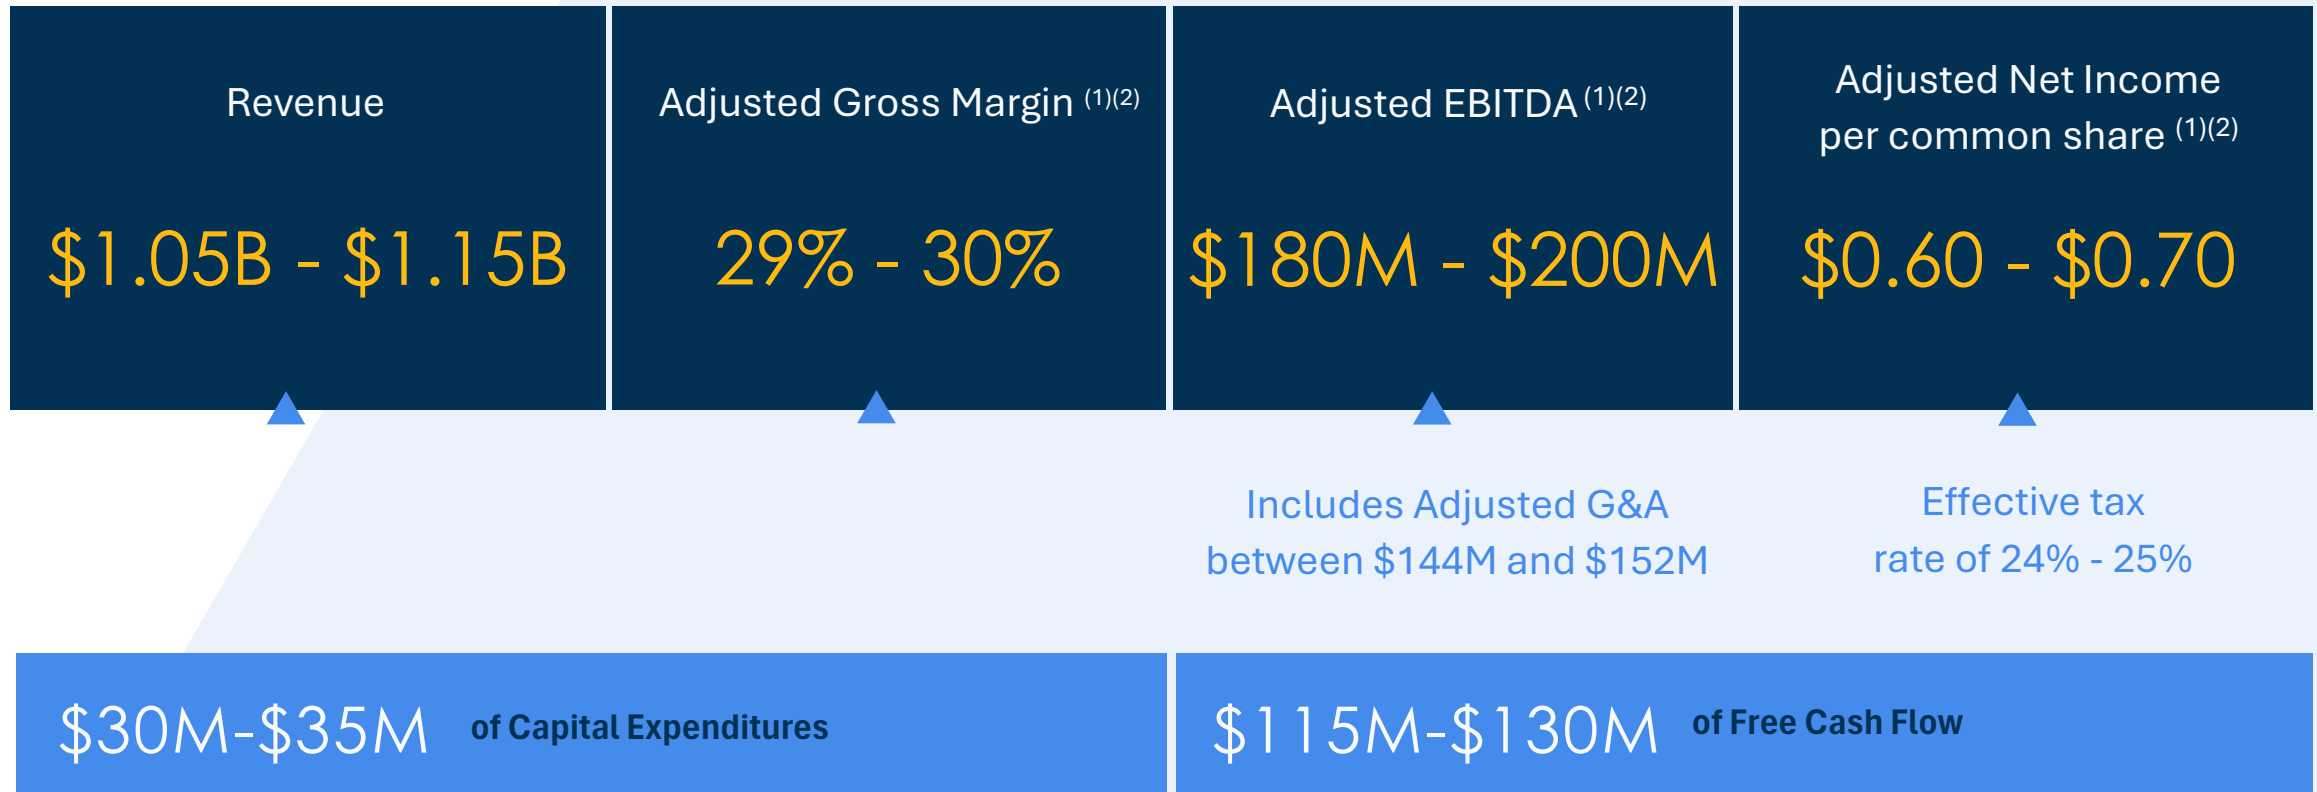 Revenue
$1.05B - $1.15B
Adjusted Gross Margin (1)(2)
29% - 30%
Adjusted EBITDA (1)(2)
$180M - $200M
Includes Adjusted G&A
between $144M and $152M
Adjusted Net Income
per common share (1)(2)
$0.60 - $0.70
Effective tax
rate of 24% - 25%
$30M-$35M of Capital Expenditures
$115M-$130M of Free Cash Flow